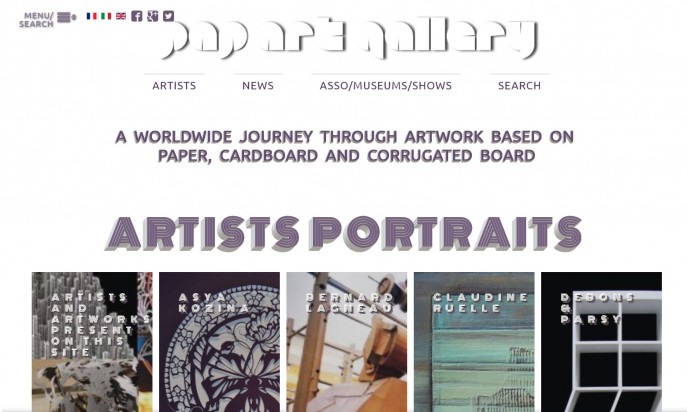 MENU/
SEARCH
pap art gallery
ARTISTS NEWS ASSO/MUSEUMS/SHOWS SEARCH
A WORLDWIDE JOURNEY THROUGH ARTWORK BASED ON
PAPER, CARDBOARD AND CORRUGATED BOARD
ARTISTS PORTRAITS
ARTISTS
AND
ARTWORKS
PRESENT
ON THIS
SITE
ASYA
KOZINA
BERNARD
LAGNEAU
CLAUDINE
RUELLE
DEBONS
&
PARSY